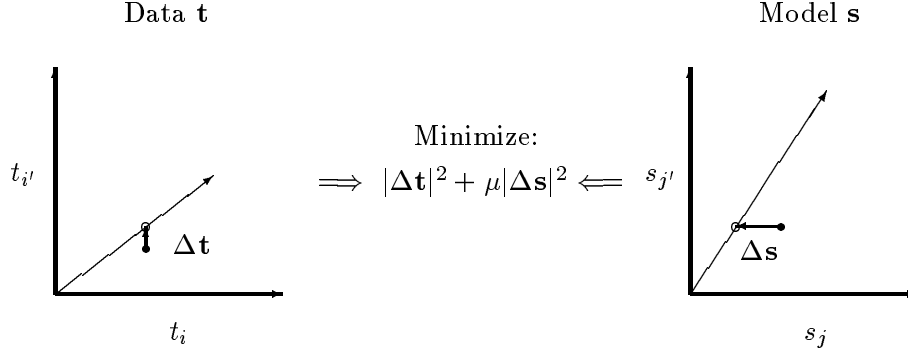 Data t
Model s
Minimize:
t_{i'}
⟹ |Δt|² + μ|Δs|² ⟸
s_{j'}
Δt
Δs
t_i
s_j